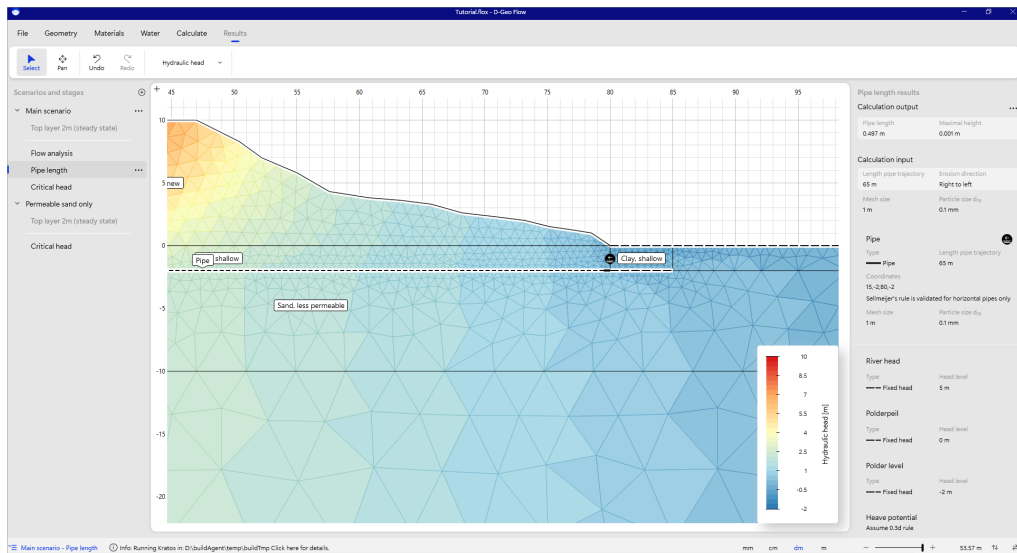 Tutorial.flox - D-Geo Flow
File Geometry Materials Water Calculate Results
Select Pan Undo Redo Hydraulic head
Scenarios and stages
Main scenario
Top layer 2m (steady state)
Flow analysis
Pipe length
Critical head
Permeable sand only
Top layer 2m (steady state)
Critical head
45 50 55 60 65 70 75 80 85 90 95
10
5
new
0
Pipe
shallow
Clay, shallow
-5
Sand, less permeable
-10
-15
-20
10
8.5
7
5.5
4
2.5
1
-0.5
-2
Hydraulic head [m]
Pipe length results
Calculation output
Pipe length Maximal height
0.497 m 0.001 m
Calculation input
Length pipe trajectory Erosion direction
65 m Right to left
Mesh size Particle size d₇₀
1 m 0.1 mm
Pipe
Type Length pipe trajectory
Pipe 65 m
Coordinates
15,-2;80,-2
Sellmeijer's rule is validated for horizontal pipes only
Mesh size Particle size d₇₀
1 m 0.1 mm
River head
Type Head level
Fixed head 5 m
Polderpeil
Type Head level
Fixed head 0 m
Polder level
Type Head level
Fixed head -2 m
Heave potential
Assume 0.3d rule
Main scenario - Pipe length Info: Running Kratos in: D:\buildAgent\temp\buildTmp Click here for details. mm cm dm m 53.57 m